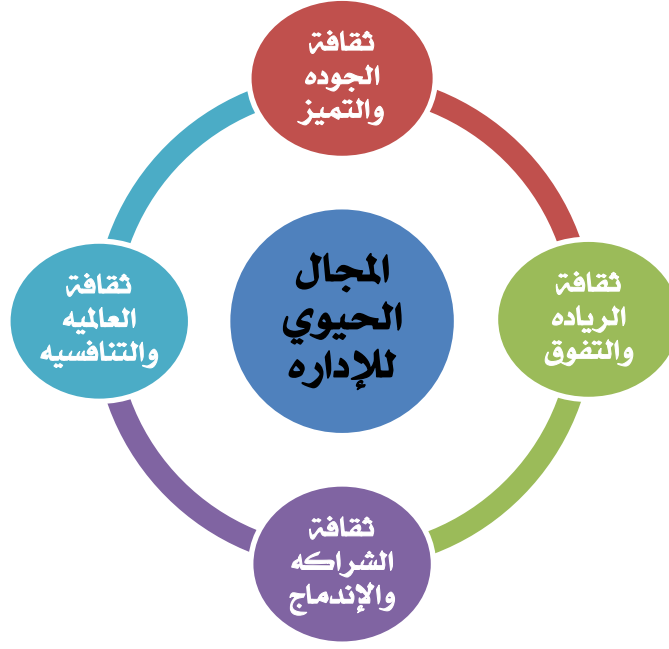 ثقافة
الجوده
والتميز
ثقافة
الرياده
والتفوق
ثقافة
الشراكه
والإندماج
ثقافة
العالميه
والتنافسيه
المجال
الحيوي
للإداره